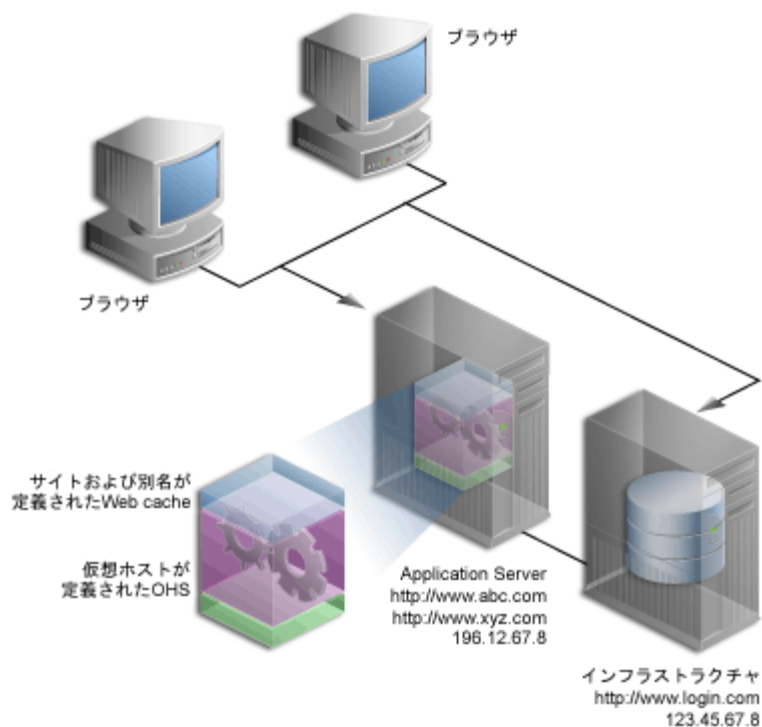 ブラウザ
ブラウザ
サイトおよび別名が
定義されたWeb cache
仮想ホストが
定義されたOHS
Application Server
http://www.abc.com
http://www.xyz.com
196.12.67.8
インフラストラクチャ
http://www.login.com
123.45.67.8